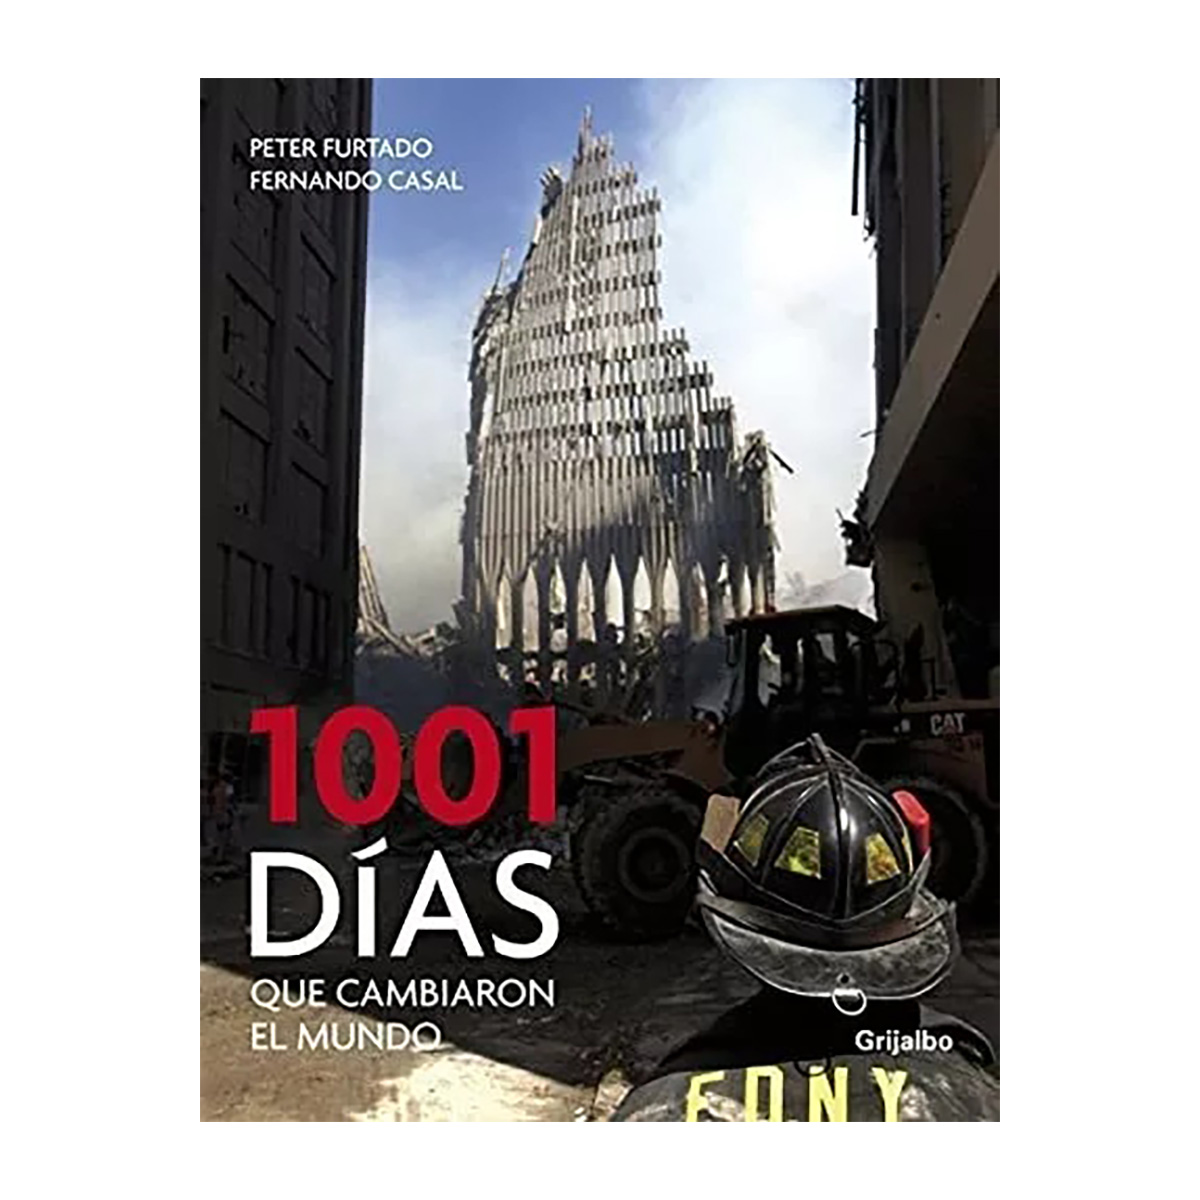 PETER FURTADO
FERNANDO CASAL
1001
DÍAS
QUE CAMBIARON
EL MUNDO
CAT
Grijalbo
FDNY